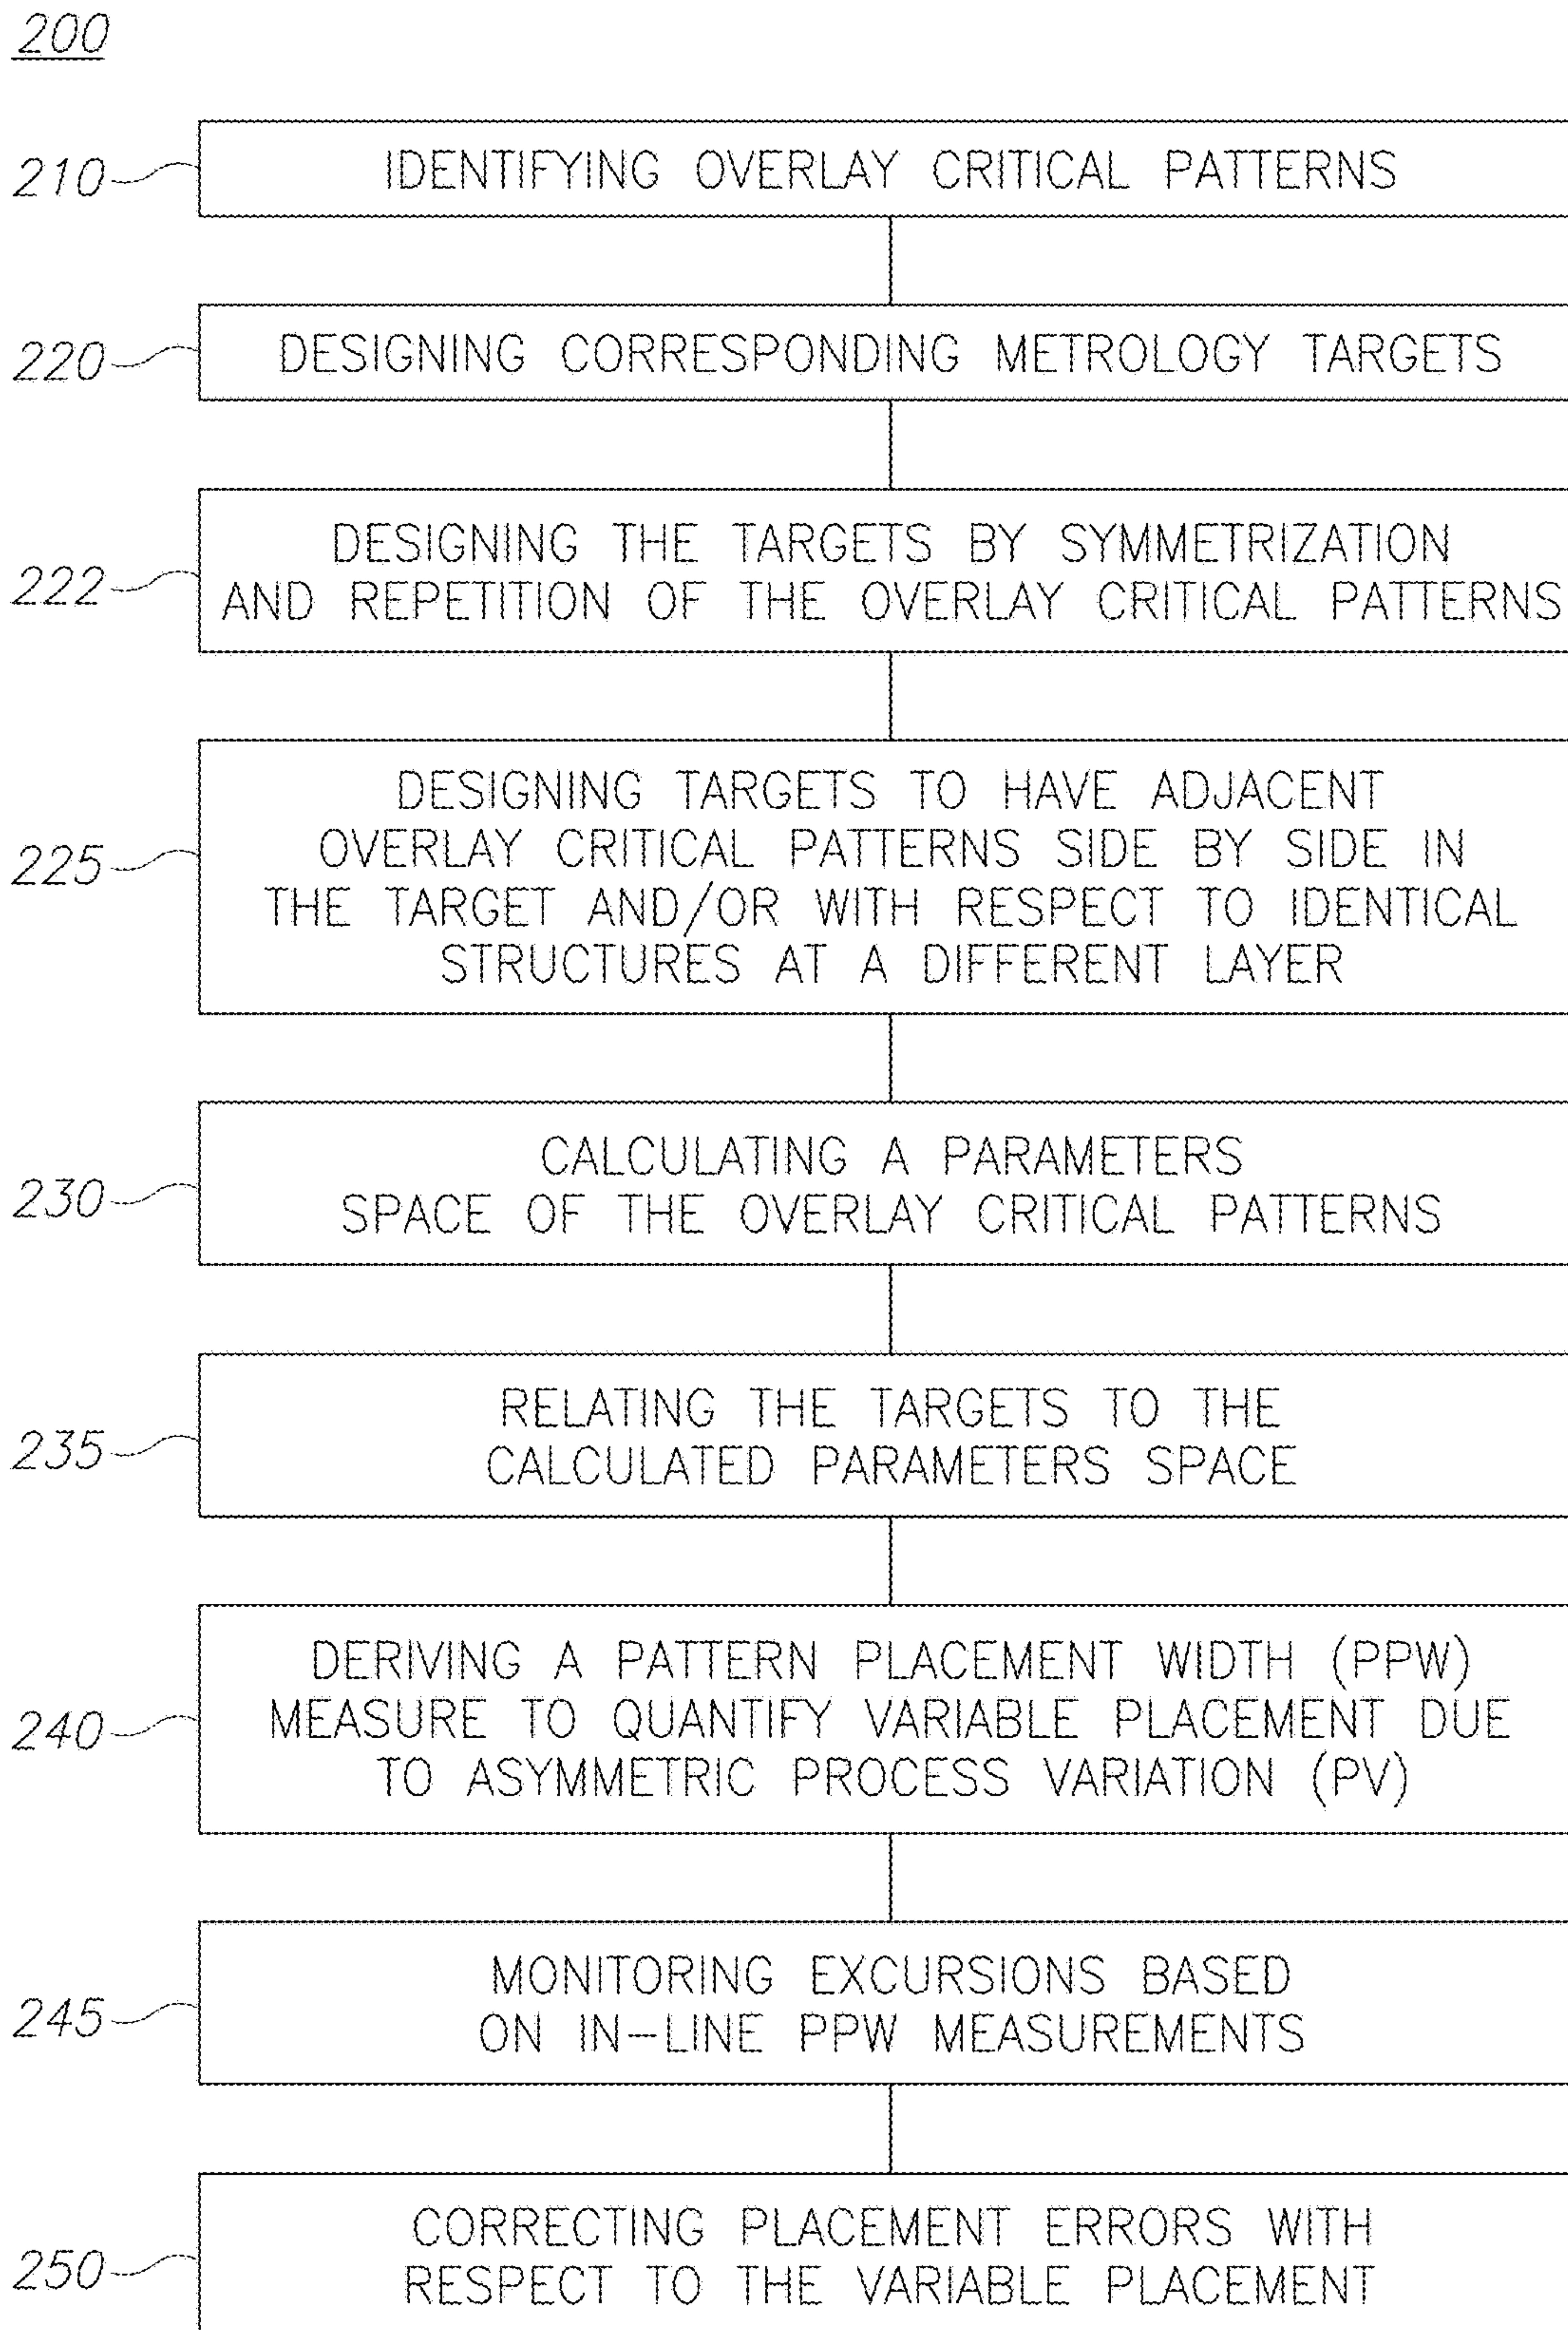 200
210
IDENTIFYING OVERLAY CRITICAL PATTERNS
220
DESIGNING CORRESPONDING METROLOGY TARGETS
222
DESIGNING THE TARGETS BY SYMMETRIZATION
AND REPETITION OF THE OVERLAY CRITICAL PATTERNS
225
DESIGNING TARGETS TO HAVE ADJACENT
OVERLAY CRITICAL PATTERNS SIDE BY SIDE IN
THE TARGET AND/OR WITH RESPECT TO IDENTICAL
STRUCTURES AT A DIFFERENT LAYER
230
CALCULATING A PARAMETERS
SPACE OF THE OVERLAY CRITICAL PATTERNS
235
RELATING THE TARGETS TO THE
CALCULATED PARAMETERS SPACE
240
DERIVING A PATTERN PLACEMENT WIDTH (PPW)
MEASURE TO QUANTIFY VARIABLE PLACEMENT DUE
TO ASYMMETRIC PROCESS VARIATION (PV)
245
MONITORING EXCURSIONS BASED
ON IN-LINE PPW MEASUREMENTS
250
CORRECTING PLACEMENT ERRORS WITH
RESPECT TO THE VARIABLE PLACEMENT